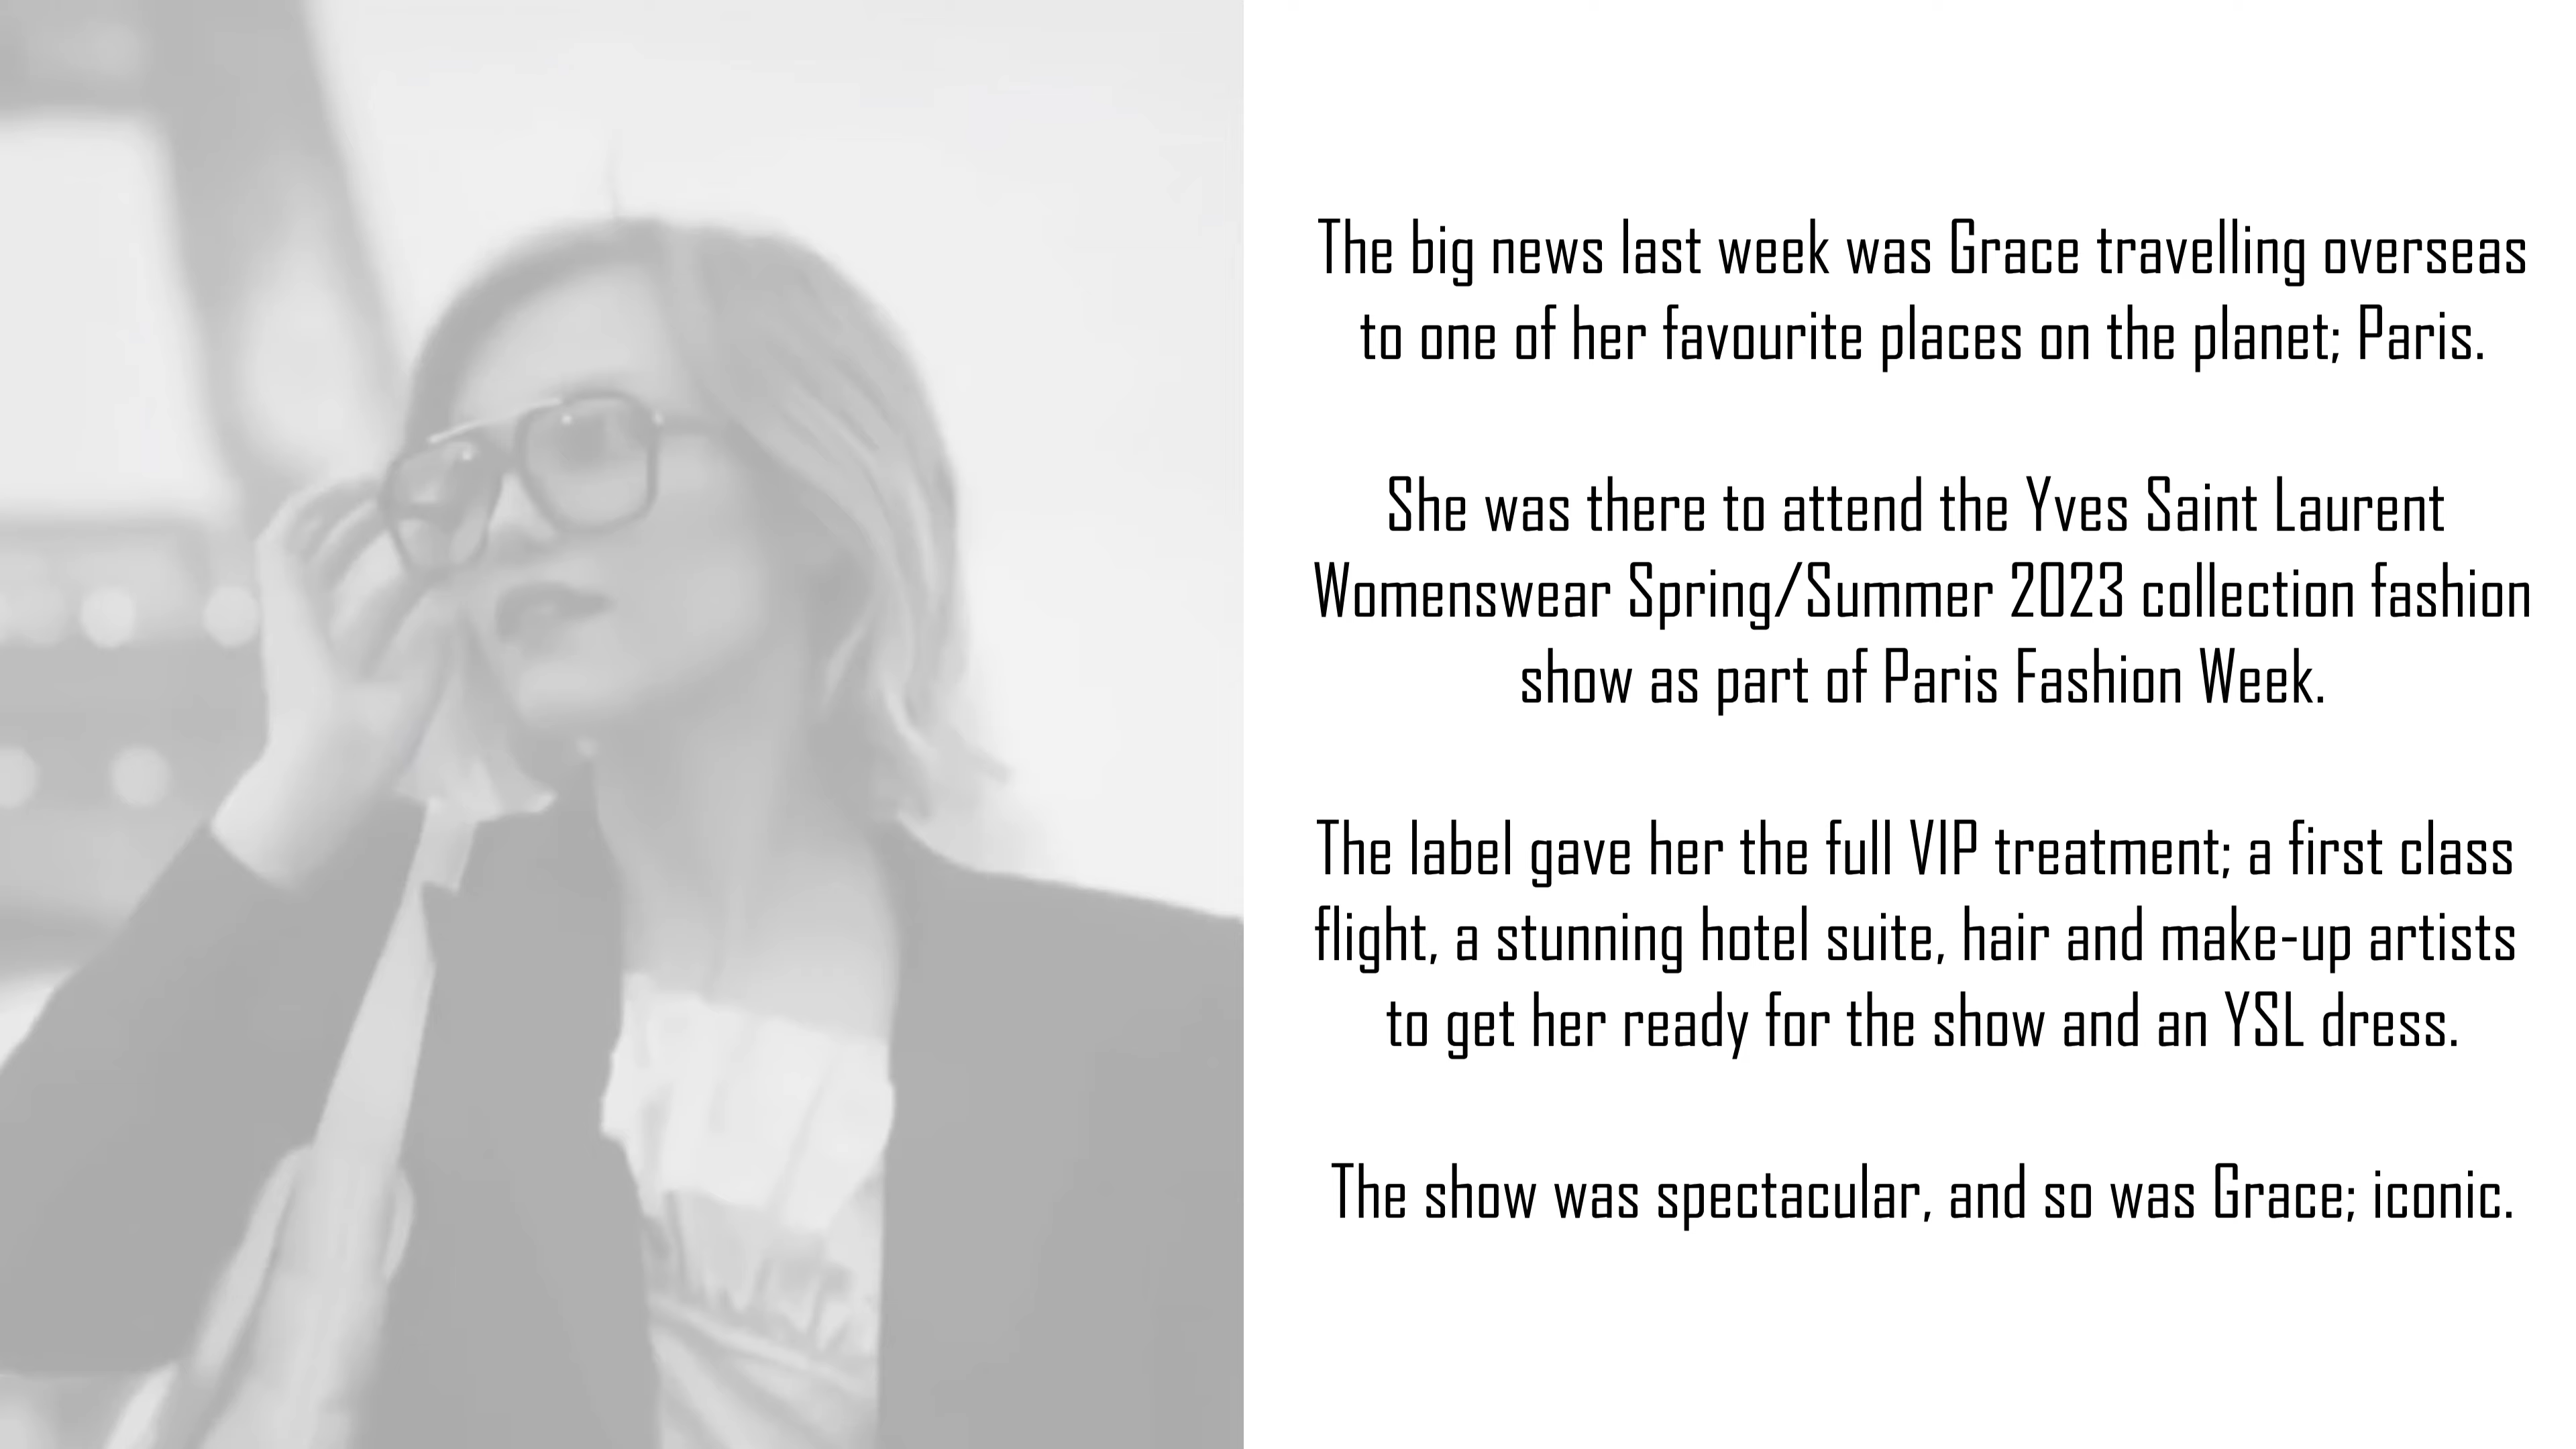 The big news last week was Grace travelling overseas
to one of her favourite places on the planet; Paris.
She was there to attend the Yves Saint Laurent
Womenswear Spring/Summer 2023 collection fashion
show as part of Paris Fashion Week.
The label gave her the full VIP treatment; a first class
flight, a stunning hotel suite, hair and make-up artists
to get her ready for the show and an YSL dress.
The show was spectacular, and so was Grace; iconic.